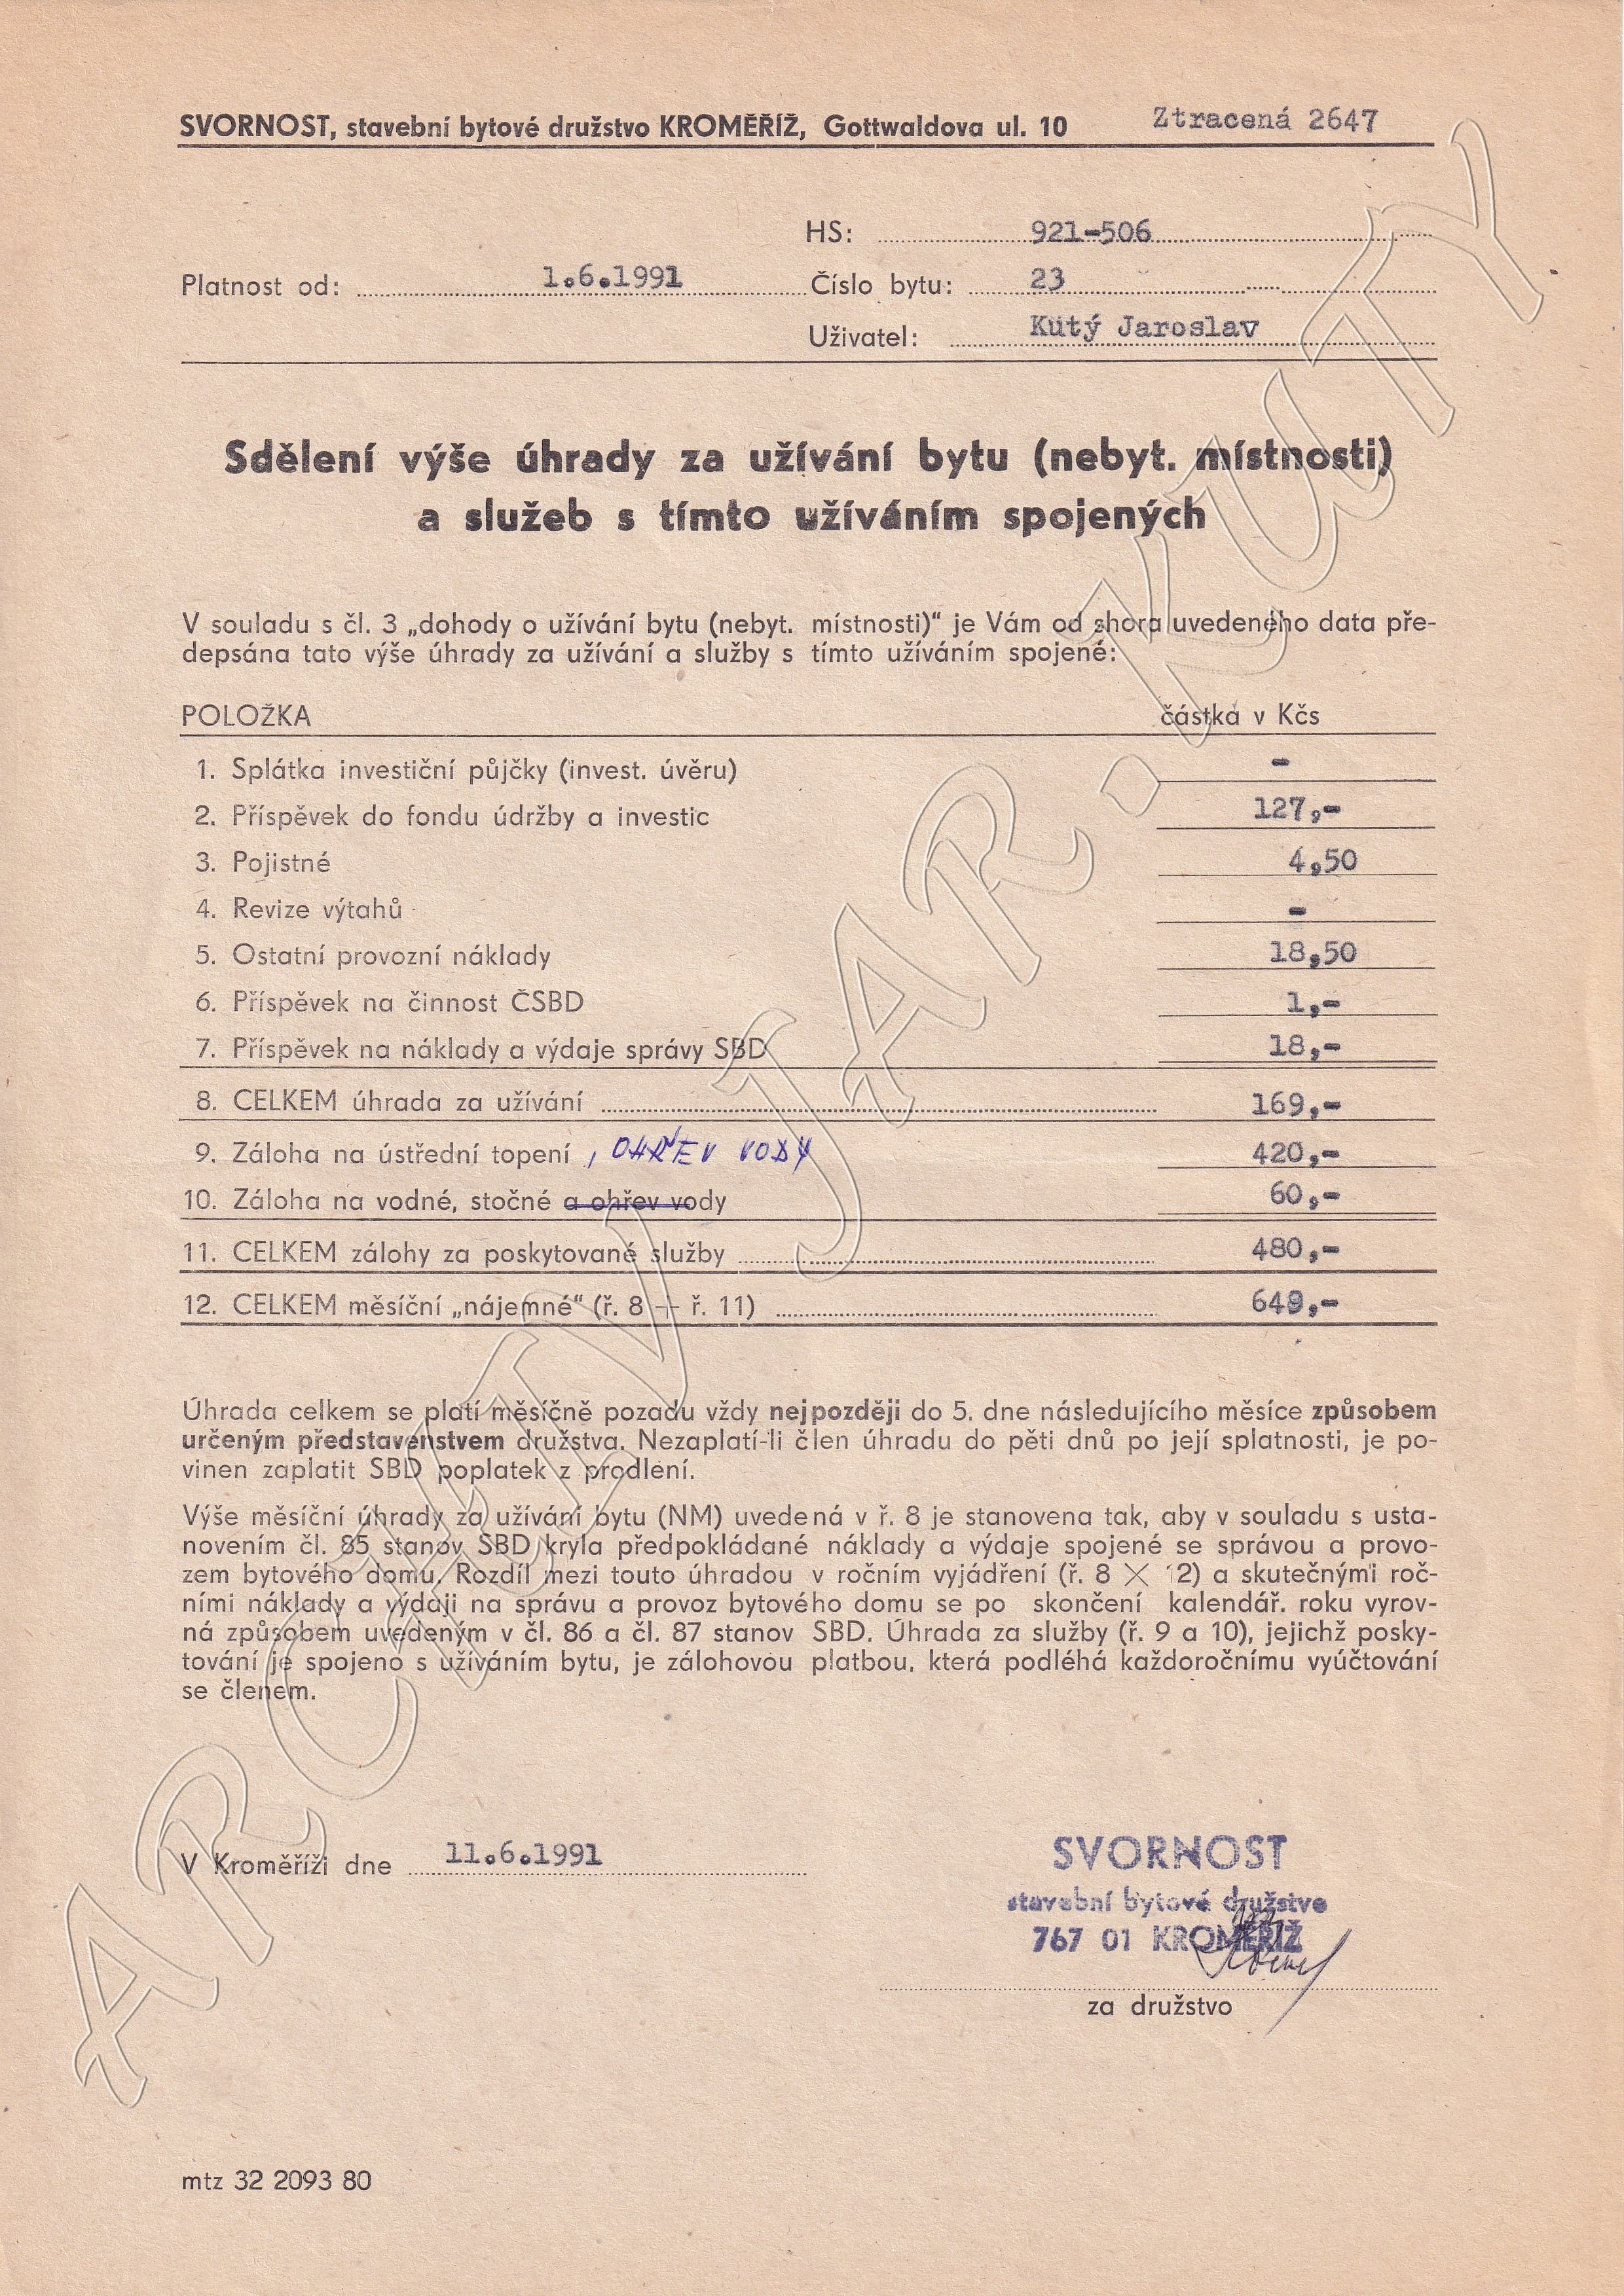 SVORNOST, stavební bytové družstvo KROMĚŘÍŽ, Gottwaldova ul. 10 Ztracená 2647
HS: 921-506
Platnost od: 1.6.1991 Číslo bytu: 23
Uživatel: Kutý Jaroslav
Sdělení výše úhrady za užívání bytu (nebyt. místnosti)
a služeb s tímto užíváním spojených
V souladu s čl. 3 „dohody o užívání bytu (nebyt. místnosti)“ je Vám od shora uvedeného data pře-
depsána tato výše úhrady za užívání a služby s tímto užíváním spojené:
POLOŽKA částka v Kčs
1. Splátka investiční půjčky (invest. úvěru) -
2. Příspěvek do fondu údržby a investic 127,-
3. Pojistné 4,50
4. Revize výtahů -
5. Ostatní provozní náklady 18,50
6. Příspěvek na činnost ČSBD 1,-
7. Příspěvek na náklady a výdaje správy SBD 18,-
8. CELKEM úhrada za užívání 169,-
9. Záloha na ústřední topení , OHŘEV VODY 420,-
10. Záloha na vodné, stočné a ohřev vody 60,-
11. CELKEM zálohy za poskytované služby 480,-
12. CELKEM měsíční „nájemné“ (ř. 8 + ř. 11) 649,-
Úhrada celkem se platí měsíčně pozadu vždy nejpozději do 5. dne následujícího měsíce způsobem
určeným představenstvem družstva. Nezaplatí-li člen úhradu do pěti dnů po její splatnosti, je po-
vinen zaplatit SBD poplatek z prodlení.
Výše měsíční úhrady za užívání bytu (NM) uvedená v ř. 8 je stanovena tak, aby v souladu s usta-
novením čl. 85 stanov SBD kryla předpokládané náklady a výdaje spojené se správou a provo-
zem bytového domu. Rozdíl mezi touto úhradou v ročním vyjádření (ř. 8 X 12) a skutečnými roč-
ními náklady a výdaji na správu a provoz bytového domu se po skončení kalendář. roku vyrov-
ná způsobem uvedeným v čl. 86 a čl. 87 stanov SBD. Úhrada za služby (ř. 9 a 10), jejichž posky-
tování je spojeno s užíváním bytu, je zálohovou platbou, která podléhá každoročnímu vyúčtování
se členem.
V Kroměříži dne 11.6.1991
SVORNOST
stavební bytové družstvo
767 01 KROMĚŘÍŽ
za družstvo
mtz 32 2093 80
ARCHIV JAR. KUTÝ